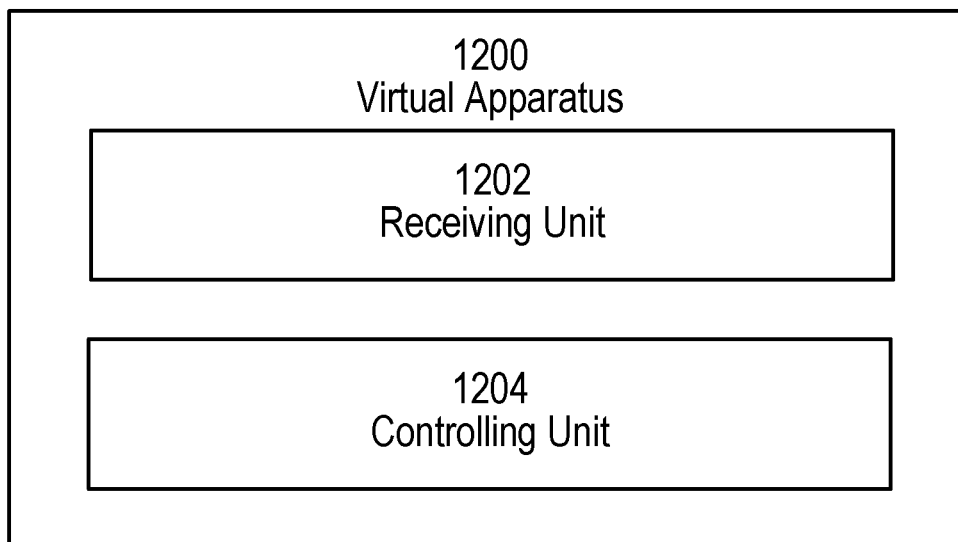 1200
Virtual Apparatus
1202
Receiving Unit
1204
Controlling Unit